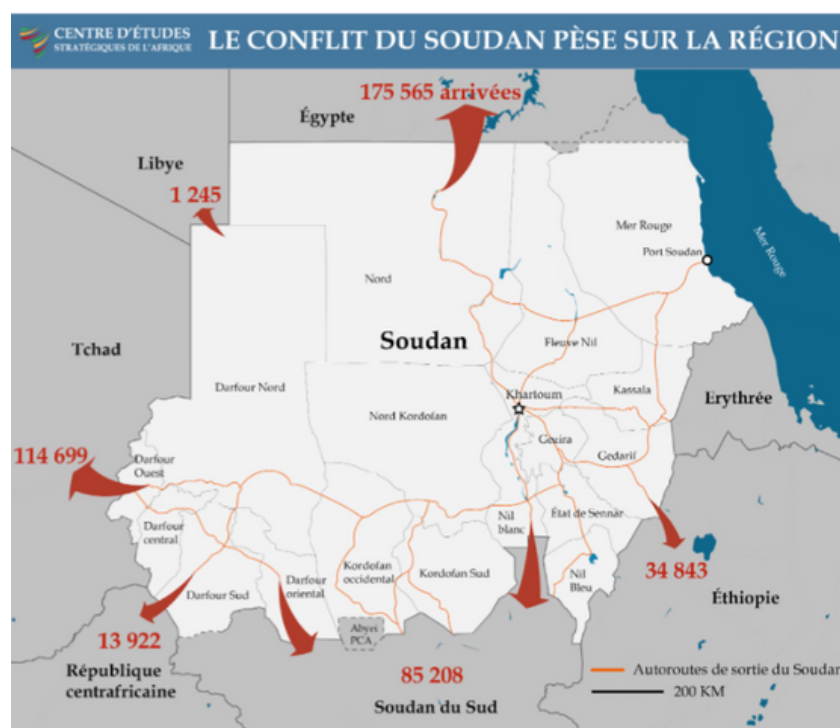 CENTRE D'ÉTUDES
STRATÉGIQUES DE L'AFRIQUE
LE CONFLIT DU SOUDAN PÈSE SUR LA RÉGION
175 565 arrivées
Égypte
Libye
1 245
Mer Rouge
Port Soudan
Mer Rouge
Nord
Tchad
Soudan
Fleuve Nil
Darfour Nord
Khartoum
Kassala
Erythrée
Nord Kordofan
Gezira
Gedarif
114 699
Darfour
Ouest
Nil
blanc
État de Sennar
Darfour
central
Kordofan
occidental
Kordofan Sud
34 843
Darfour Sud
Darfour
oriental
Nil
Bleu
Éthiopie
Abyei
PCA
13 922
République
centrafricaine
85 208
Soudan du Sud
Autoroutes de sortie du Soudan
200 KM